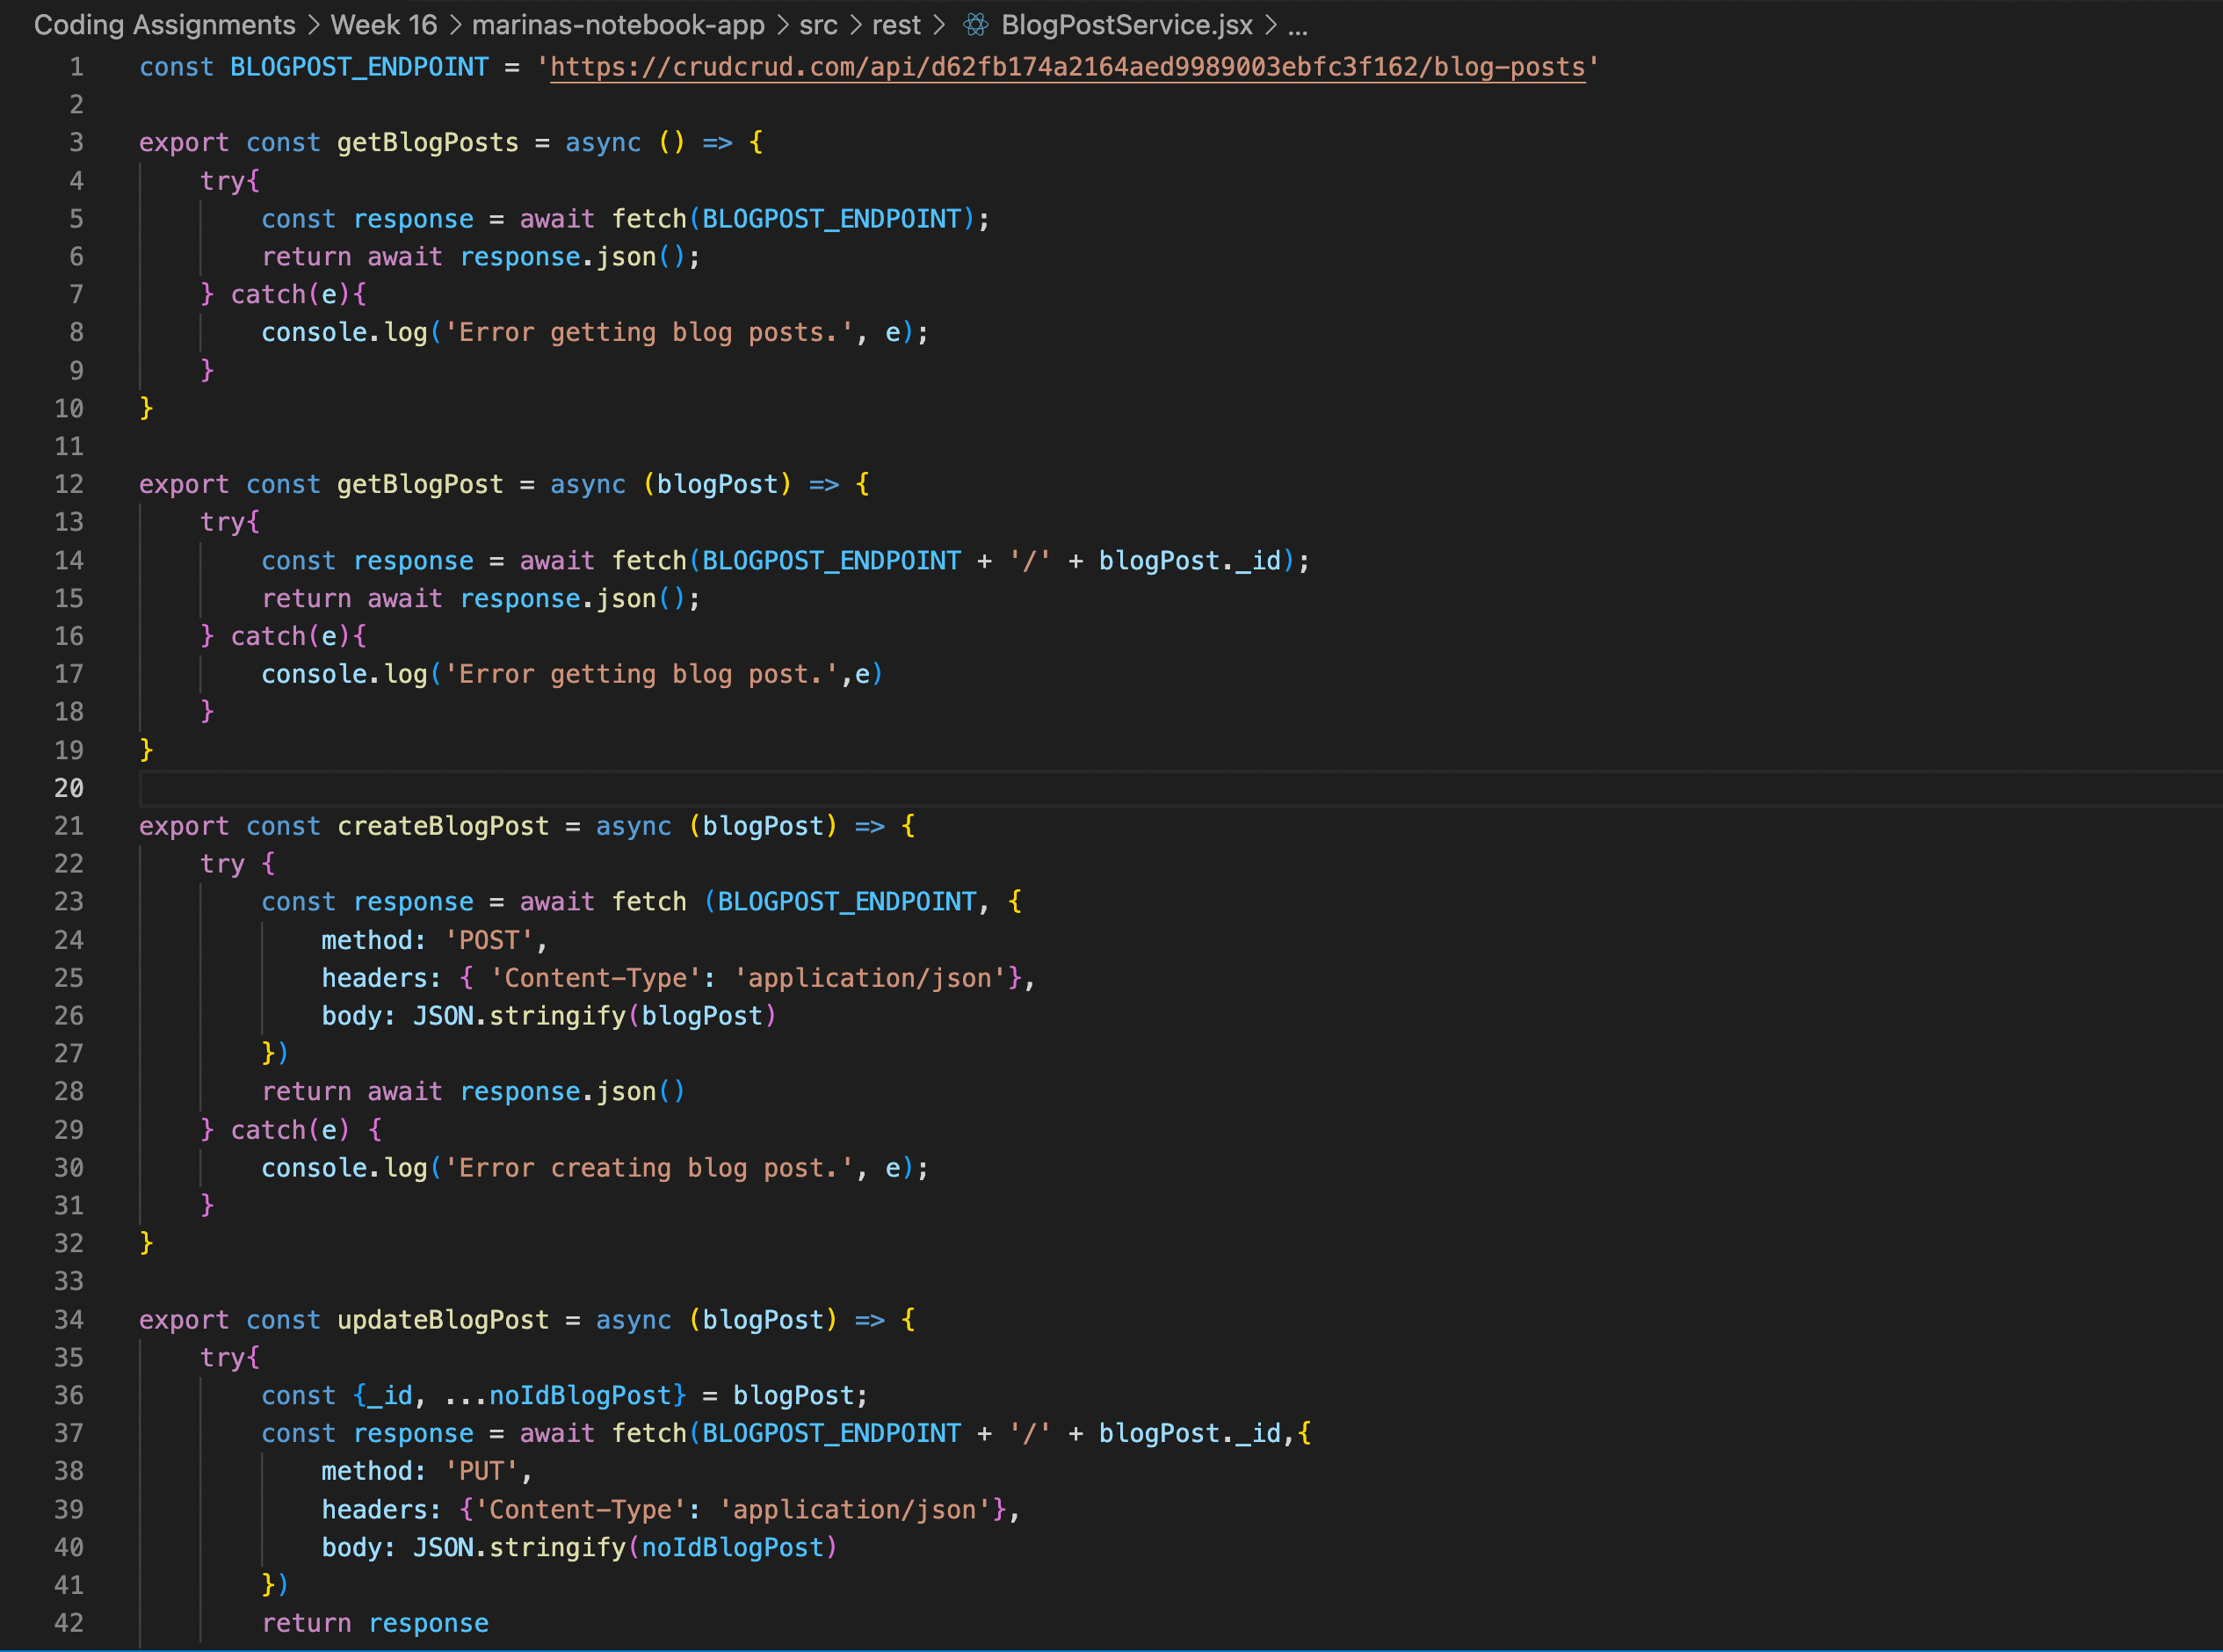 Coding Assignments > Week 16 > marinas-notebook-app > src > rest > BlogPostService.jsx > ...
1 const BLOGPOST_ENDPOINT = 'https://crudcrud.com/api/d62fb174a2164aed9989003ebfc3f162/blog-posts'
2
3 export const getBlogPosts = async () => {
4     try{
5         const response = await fetch(BLOGPOST_ENDPOINT);
6         return await response.json();
7     } catch(e){
8         console.log('Error getting blog posts.', e);
9     }
10 }
11
12 export const getBlogPost = async (blogPost) => {
13     try{
14         const response = await fetch(BLOGPOST_ENDPOINT + '/' + blogPost._id);
15         return await response.json();
16     } catch(e){
17         console.log('Error getting blog post.',e)
18     }
19 }
20
21 export const createBlogPost = async (blogPost) => {
22     try {
23         const response = await fetch (BLOGPOST_ENDPOINT, {
24             method: 'POST',
25             headers: { 'Content-Type': 'application/json'},
26             body: JSON.stringify(blogPost)
27         })
28         return await response.json()
29     } catch(e) {
30         console.log('Error creating blog post.', e);
31     }
32 }
33
34 export const updateBlogPost = async (blogPost) => {
35     try{
36         const {_id, ...noIdBlogPost} = blogPost;
37         const response = await fetch(BLOGPOST_ENDPOINT + '/' + blogPost._id,{
38             method: 'PUT',
39             headers: {'Content-Type': 'application/json'},
40             body: JSON.stringify(noIdBlogPost)
41         })
42         return response